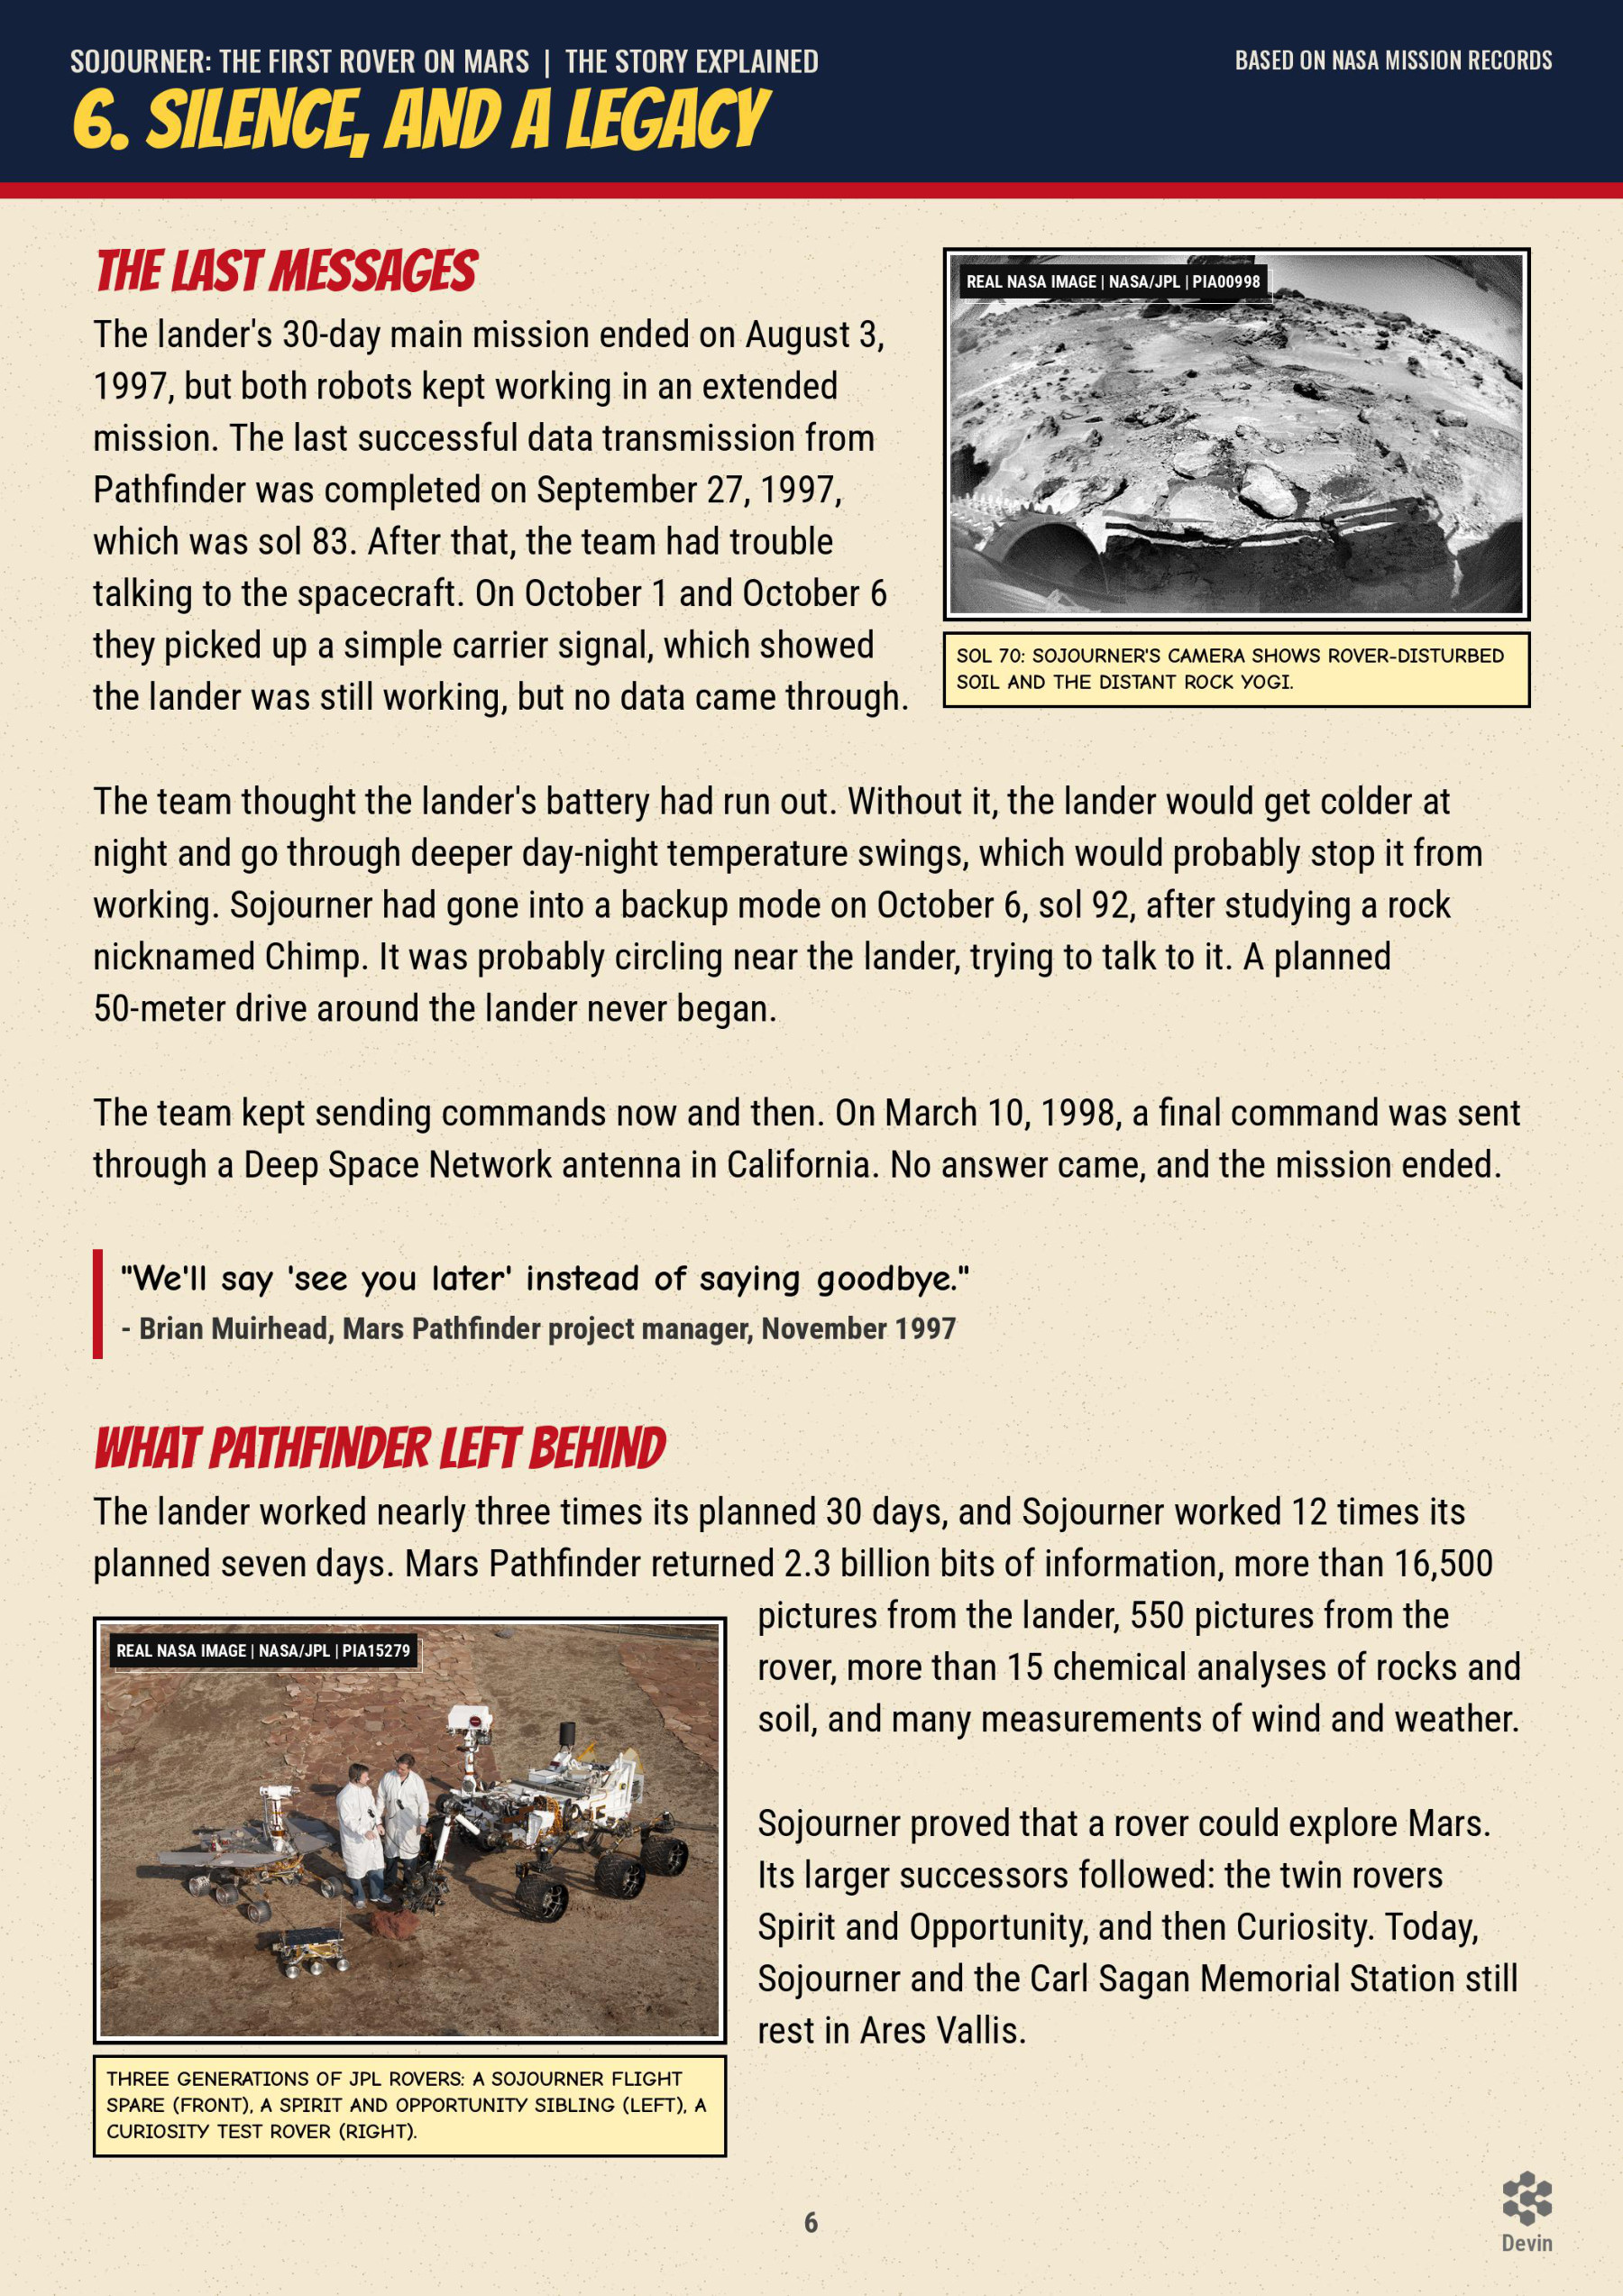 SOJOURNER: THE FIRST ROVER ON MARS | THE STORY EXPLAINED
BASED ON NASA MISSION RECORDS
6. SILENCE, AND A LEGACY
THE LAST MESSAGES
The lander's 30-day main mission ended on August 3,
1997, but both robots kept working in an extended
mission. The last successful data transmission from
Pathfinder was completed on September 27, 1997,
which was sol 83. After that, the team had trouble
talking to the spacecraft. On October 1 and October 6
they picked up a simple carrier signal, which showed
the lander was still working, but no data came through.
REAL NASA IMAGE | NASA/JPL | PIA00998
SOL 70: SOJOURNER'S CAMERA SHOWS ROVER-DISTURBED
SOIL AND THE DISTANT ROCK YOGI.
The team thought the lander's battery had run out. Without it, the lander would get colder at
night and go through deeper day-night temperature swings, which would probably stop it from
working. Sojourner had gone into a backup mode on October 6, sol 92, after studying a rock
nicknamed Chimp. It was probably circling near the lander, trying to talk to it. A planned
50-meter drive around the lander never began.
The team kept sending commands now and then. On March 10, 1998, a final command was sent
through a Deep Space Network antenna in California. No answer came, and the mission ended.
"We'll say 'see you later' instead of saying goodbye."
- Brian Muirhead, Mars Pathfinder project manager, November 1997
WHAT PATHFINDER LEFT BEHIND
The lander worked nearly three times its planned 30 days, and Sojourner worked 12 times its
planned seven days. Mars Pathfinder returned 2.3 billion bits of information, more than 16,500
pictures from the lander, 550 pictures from the
rover, more than 15 chemical analyses of rocks and
soil, and many measurements of wind and weather.
Sojourner proved that a rover could explore Mars.
Its larger successors followed: the twin rovers
Spirit and Opportunity, and then Curiosity. Today,
Sojourner and the Carl Sagan Memorial Station still
rest in Ares Vallis.
REAL NASA IMAGE | NASA/JPL | PIA15279
THREE GENERATIONS OF JPL ROVERS: A SOJOURNER FLIGHT
SPARE (FRONT), A SPIRIT AND OPPORTUNITY SIBLING (LEFT), A
CURIOSITY TEST ROVER (RIGHT).
6
Devin